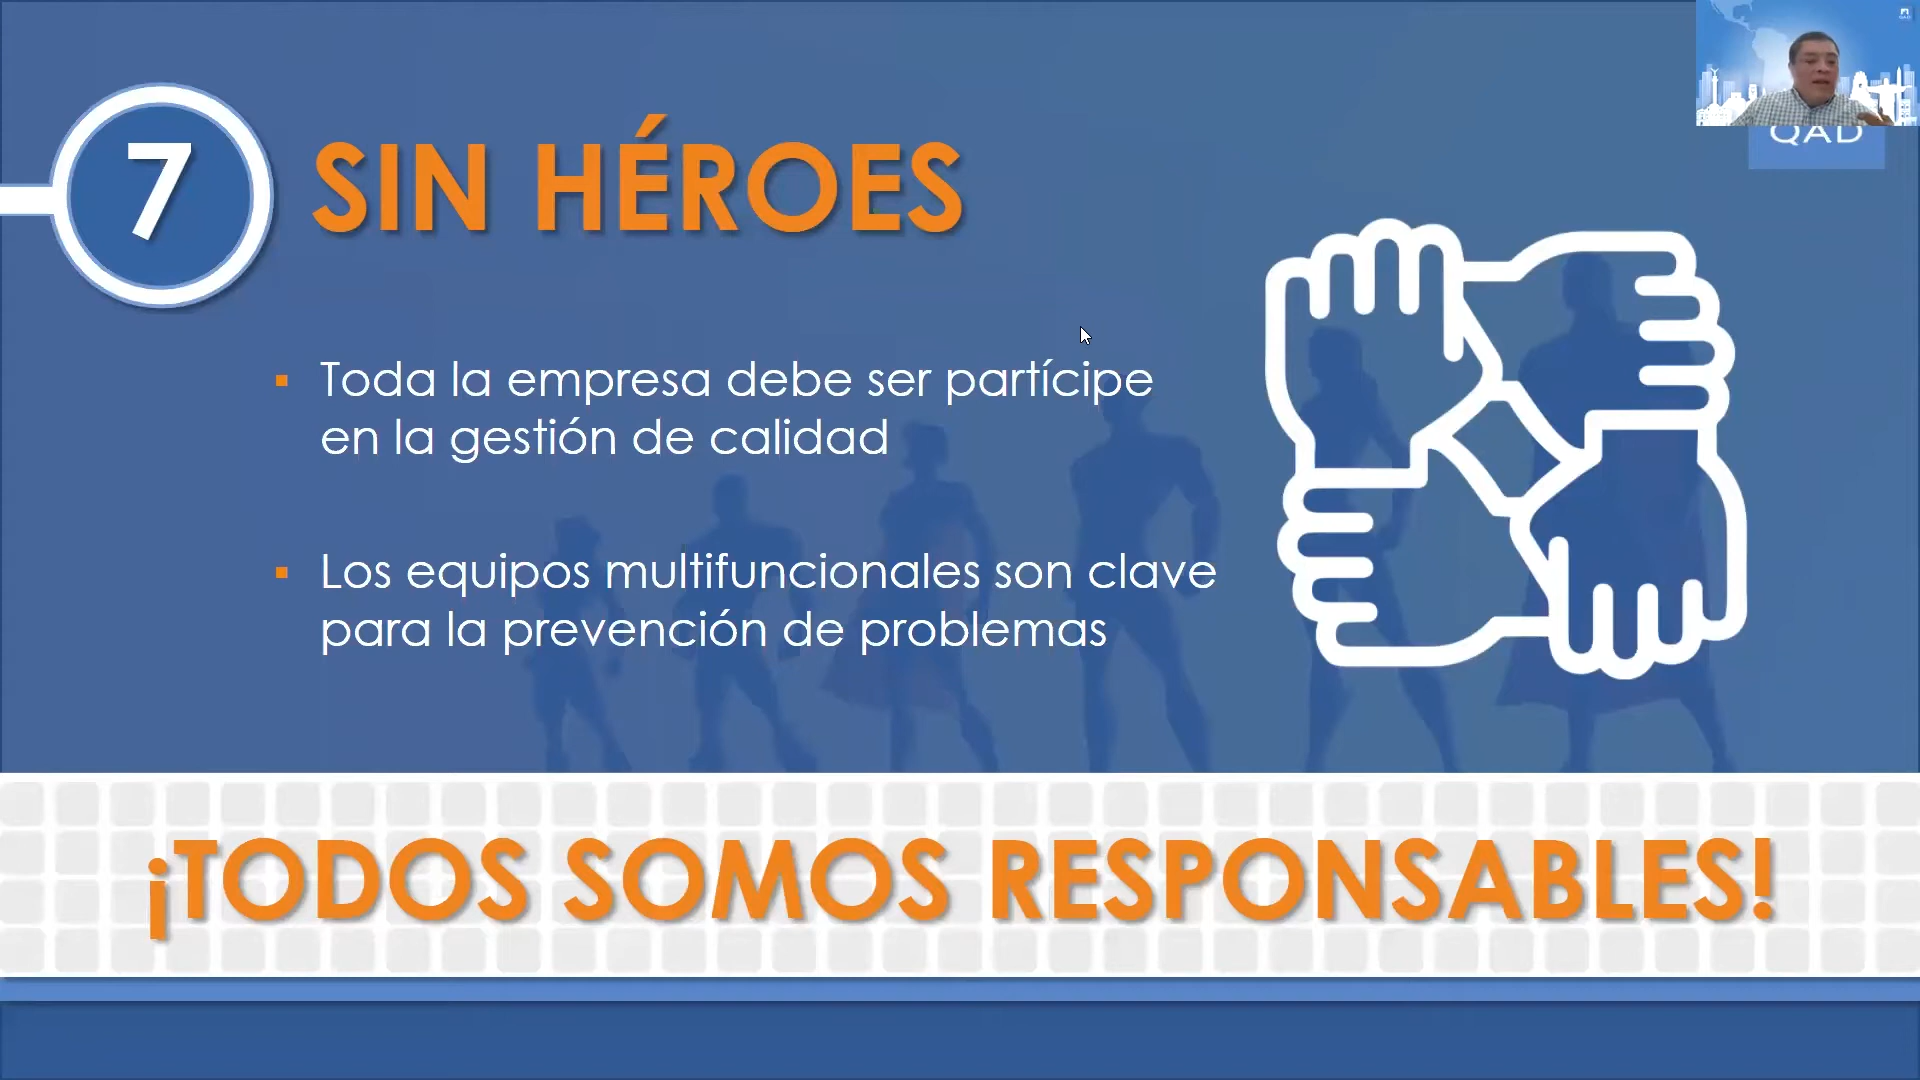 7
SIN HÉROES
QAD
▪ Toda la empresa debe ser partícipe
en la gestión de calidad
▪ Los equipos multifuncionales son clave
para la prevención de problemas
¡TODOS SOMOS RESPONSABLES!